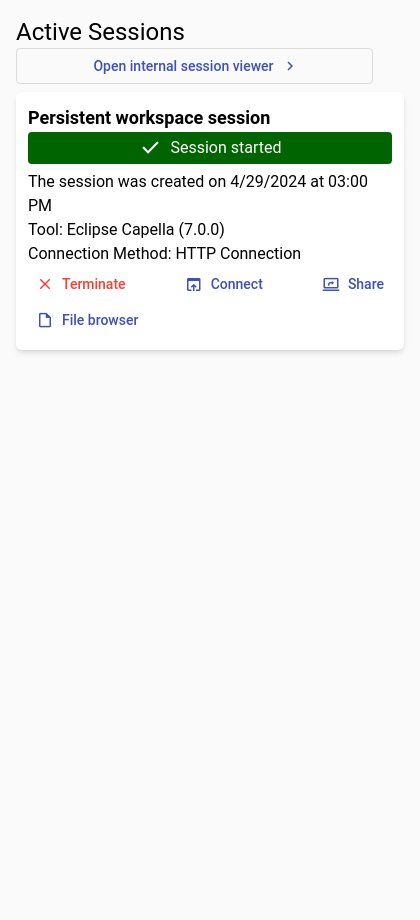 Active Sessions
Open internal session viewer
Persistent workspace session
Session started
The session was created on 4/29/2024 at 03:00
PM
Tool: Eclipse Capella (7.0.0)
Connection Method: HTTP Connection
Terminate Connect Share
File browser